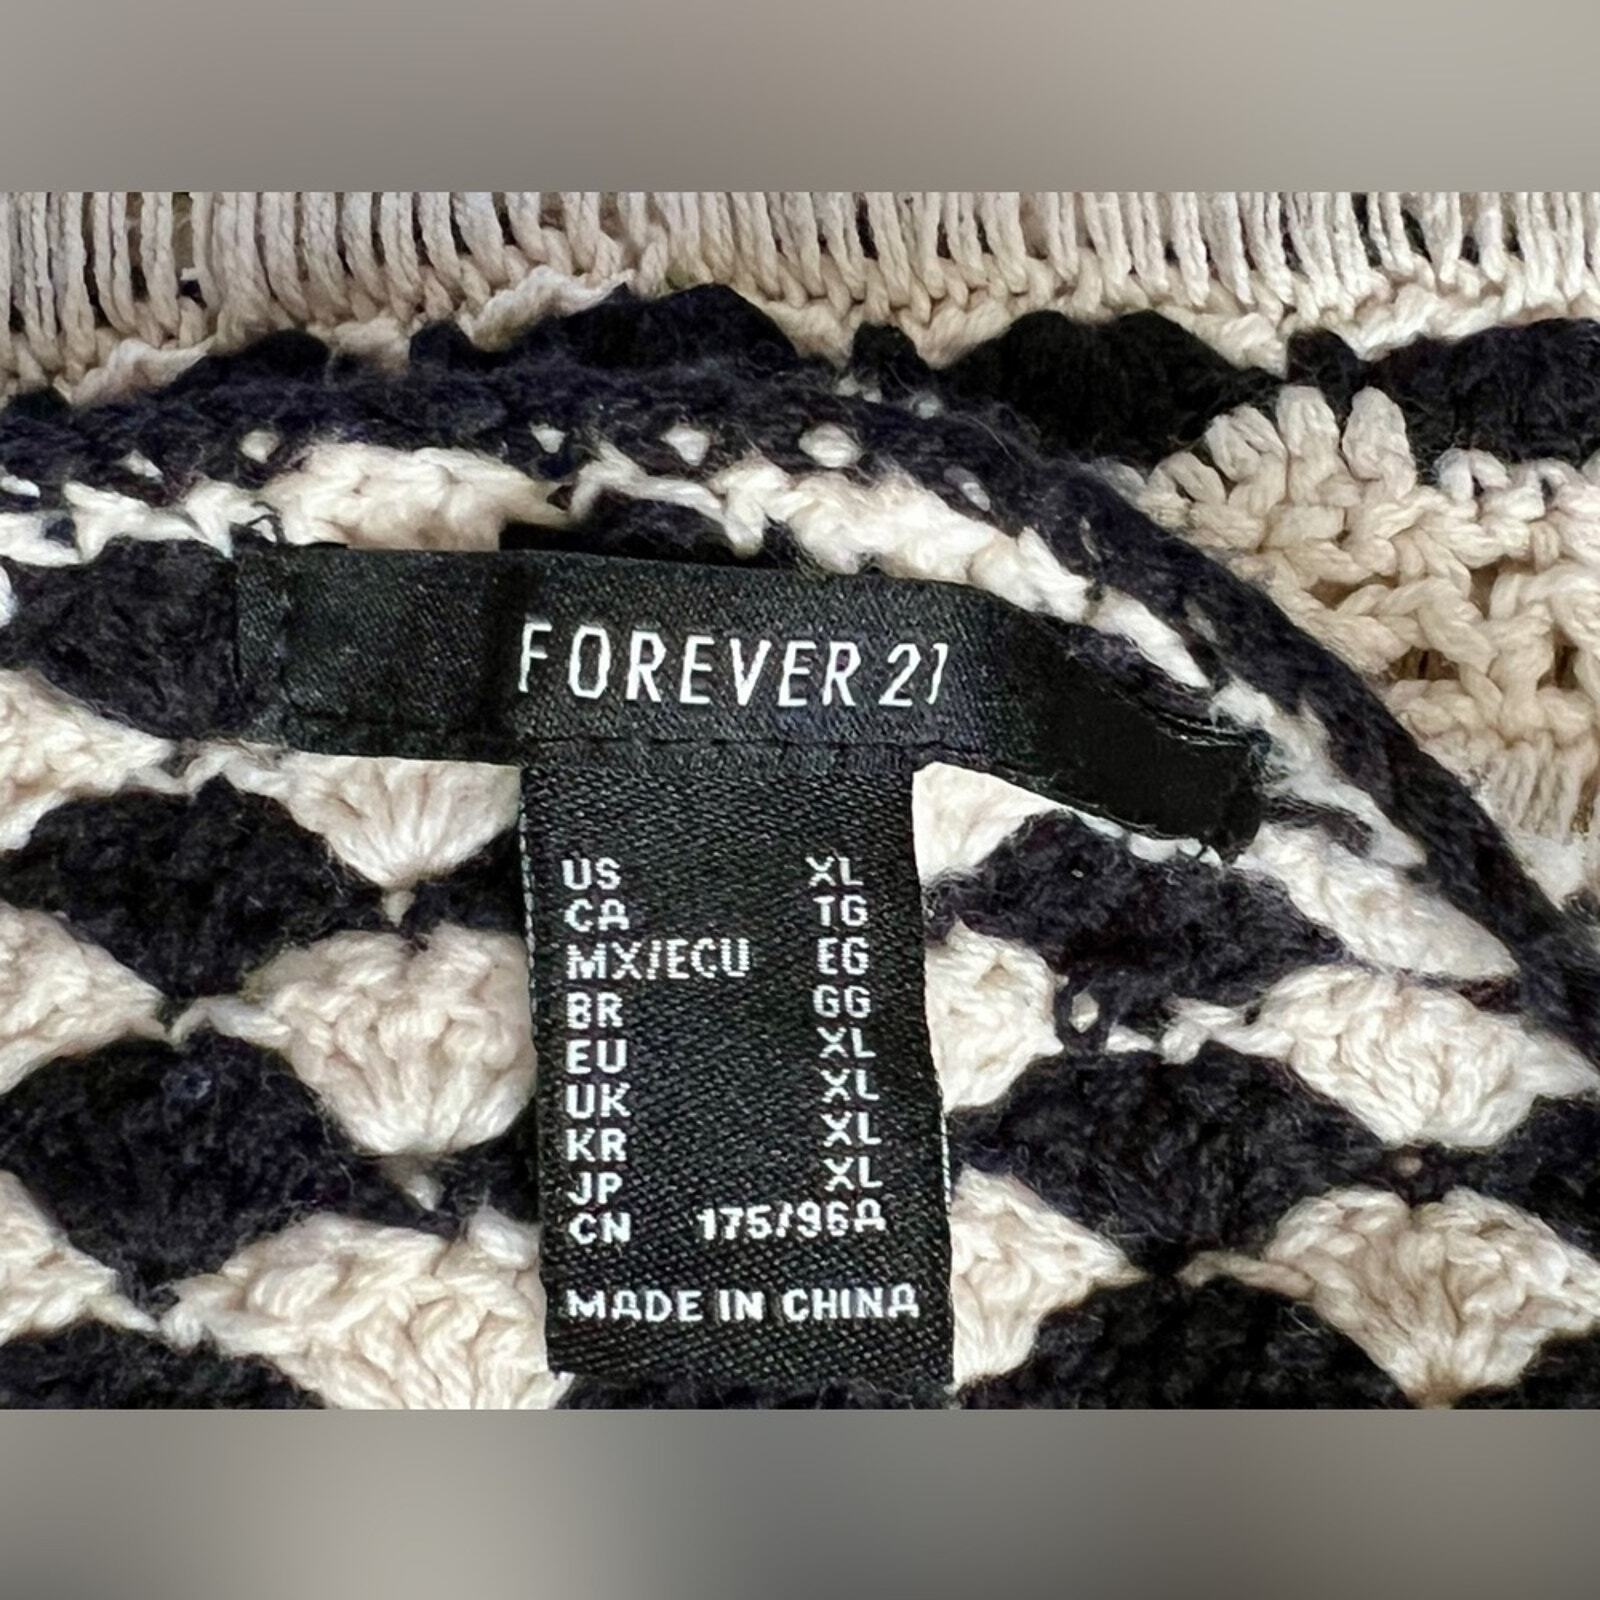 FOREVER 21
US XL
CA TG
MX/ECU EG
BR GG
EU XL
UK XL
KR XL
JP XL
CN 175/96A
MADE IN CHINA